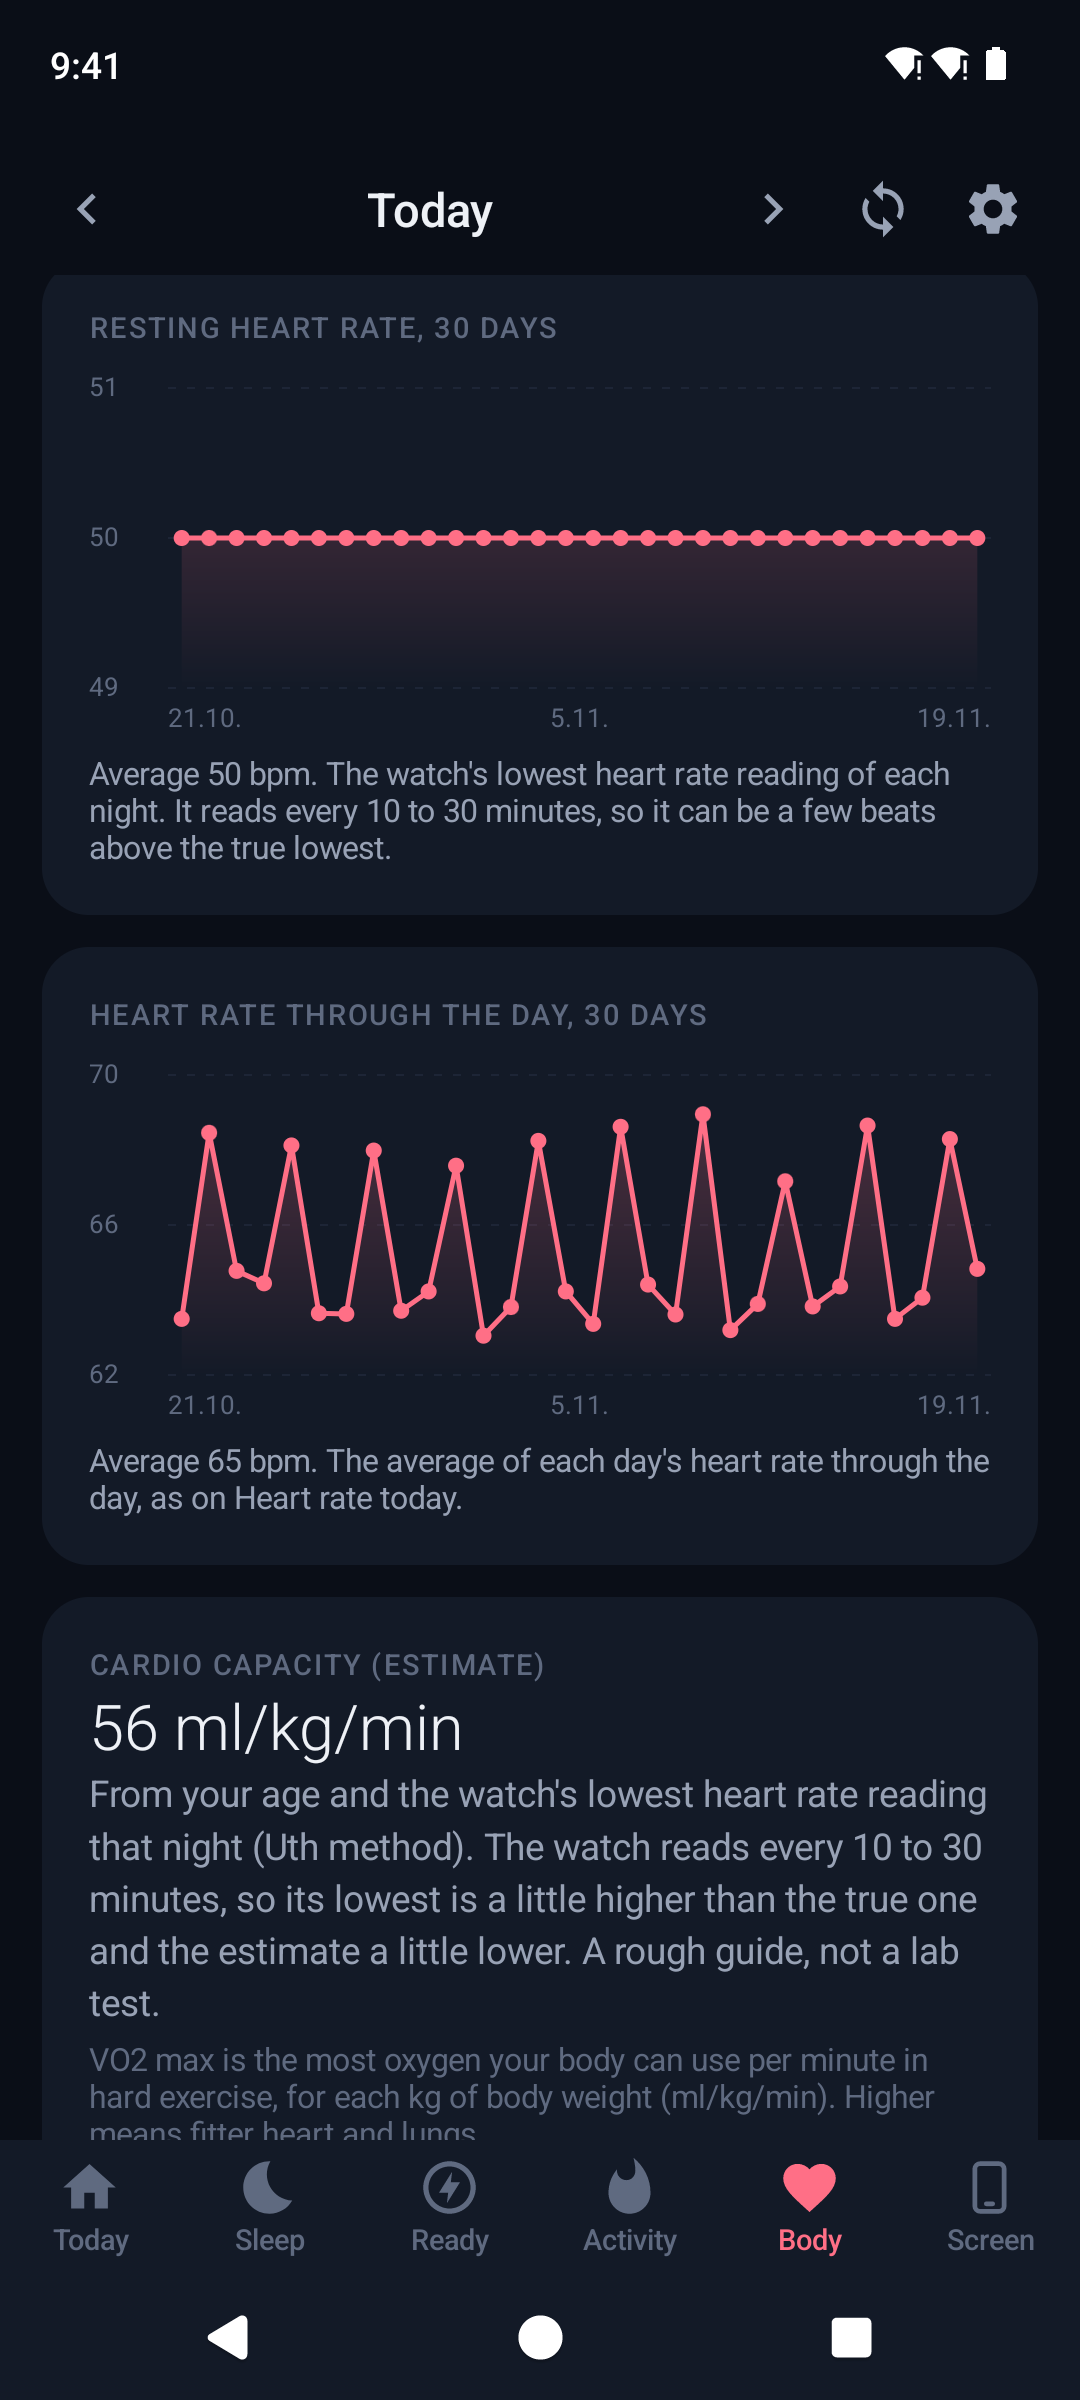 9:41
Today
RESTING HEART RATE, 30 DAYS
51
50
49
21.10.
5.11.
19.11.
Average 50 bpm. The watch's lowest heart rate reading of each
night. It reads every 10 to 30 minutes, so it can be a few beats
above the true lowest.
HEART RATE THROUGH THE DAY, 30 DAYS
70
66
62
21.10.
5.11.
19.11.
Average 65 bpm. The average of each day's heart rate through the
day, as on Heart rate today.
CARDIO CAPACITY (ESTIMATE)
56 ml/kg/min
From your age and the watch's lowest heart rate reading
that night (Uth method). The watch reads every 10 to 30
minutes, so its lowest is a little higher than the true one
and the estimate a little lower. A rough guide, not a lab
test.
VO2 max is the most oxygen your body can use per minute in
hard exercise, for each kg of body weight (ml/kg/min). Higher
means fitter heart and lungs
Today
Sleep
Ready
Activity
Body
Screen